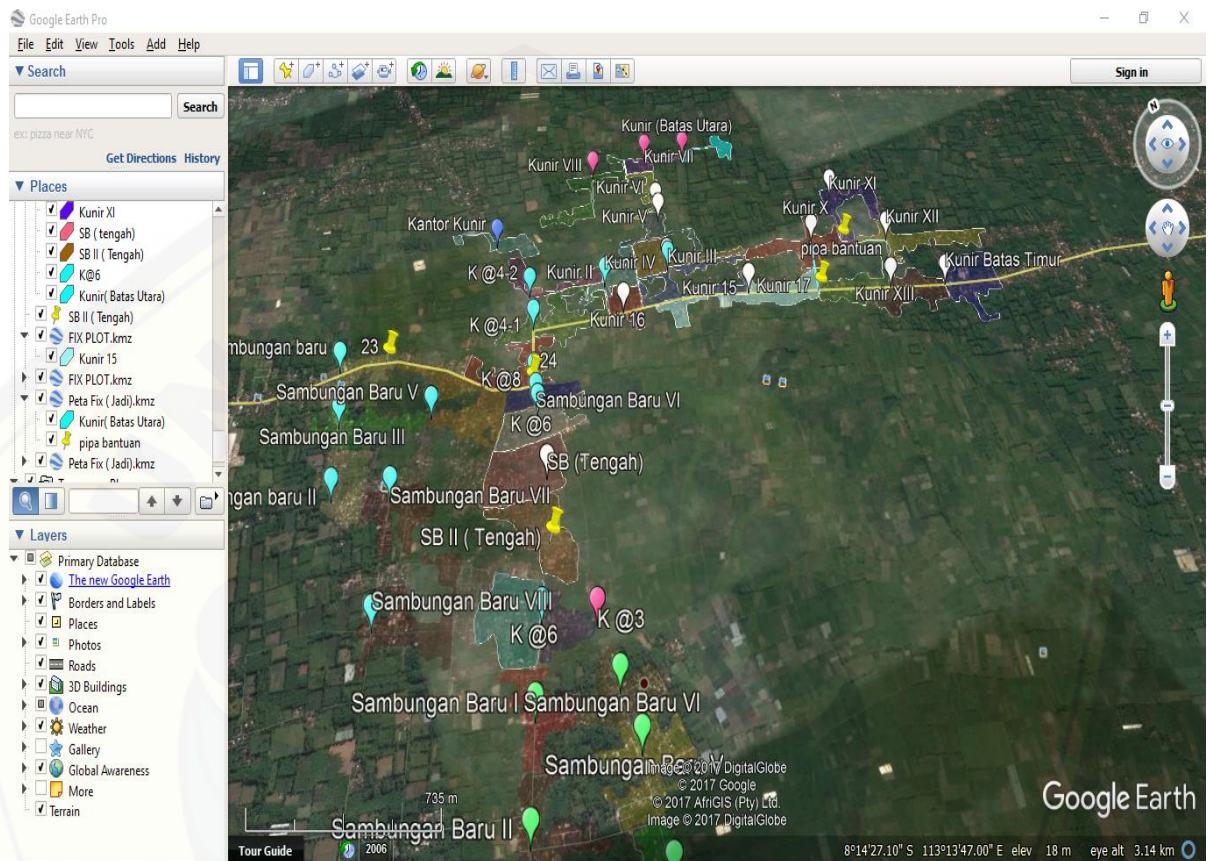 Google Earth Pro
File Edit View Tools Add Help
Search
Search
ex: pizza near NYC
Get Directions History
Places
Kunir XI
SB ( tengah)
SB II ( Tengah)
K@6
Kunir( Batas Utara)
SB II ( Tengah)
FIX PLOT.kmz
Kunir 15
FIX PLOT.kmz
Peta Fix ( Jadi).kmz
Kunir( Batas Utara)
pipa bantuan
Peta Fix ( Jadi).kmz
Layers
Primary Database
The new Google Earth
Borders and Labels
Places
Photos
Roads
3D Buildings
Ocean
Weather
Gallery
Global Awareness
More
Terrain
Sign in
N
Kunir (Batas Utara)
Kunir VIII
Kunir VII
Kunir VI
Kunir XI
Kantor Kunir
Kunir V
Kunir X
Kunir XII
pipa bantuan
K @4-2
Kunir II
Kunir IV
Kunir III
Kunir Batas Timur
Kunir 15
Kunir 17
Kunir XIII
K @4-1
Kunir 16
mbungan baru
23
24
K @8
Sambungan Baru V
Sambungan Baru VI
K @6
Sambungan Baru III
SB (Tengah)
ngan baru II
Sambungan Baru VII
SB II ( Tengah)
Sambungan Baru VIII
K @3
K @6
Sambungan Baru I
Sambungan Baru VI
Sambungan Baru V
Image © 2017 DigitalGlobe
© 2017 Google
© 2017 AfriGIS (Pty) Ltd.
Image © 2017 DigitalGlobe
Google Earth
735 m
Sambungan Baru II
Tour Guide
2006
8°14'27.10" S 113°13'47.00" E elev 18 m eye alt 3.14 km